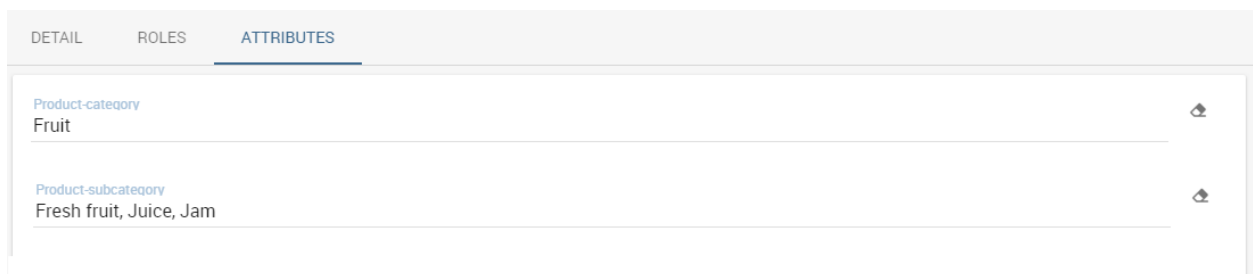 DETAIL ROLES ATTRIBUTES
Product-category
Fruit
Product-subcategory
Fresh fruit, Juice, Jam